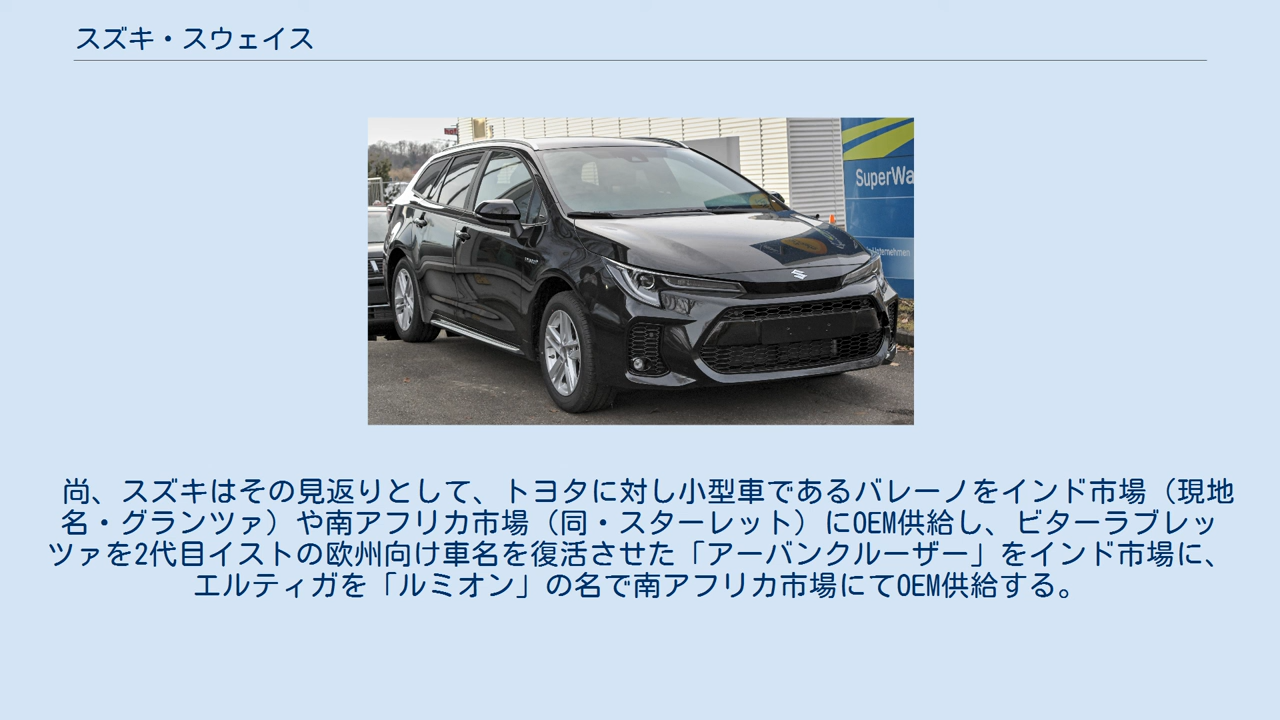 スズキ・スウェイス
SuperWa
Unternehmen
尚、スズキはその見返りとして、トヨタに対し小型車であるバレーノをインド市場（現地
名・グランツァ）や南アフリカ市場（同・スターレット）にOEM供給し、ビターラブレッ
ツァを2代目イストの欧州向け車名を復活させた「アーバンクルーザー」をインド市場に、
エルティガを「ルミオン」の名で南アフリカ市場にてOEM供給する。